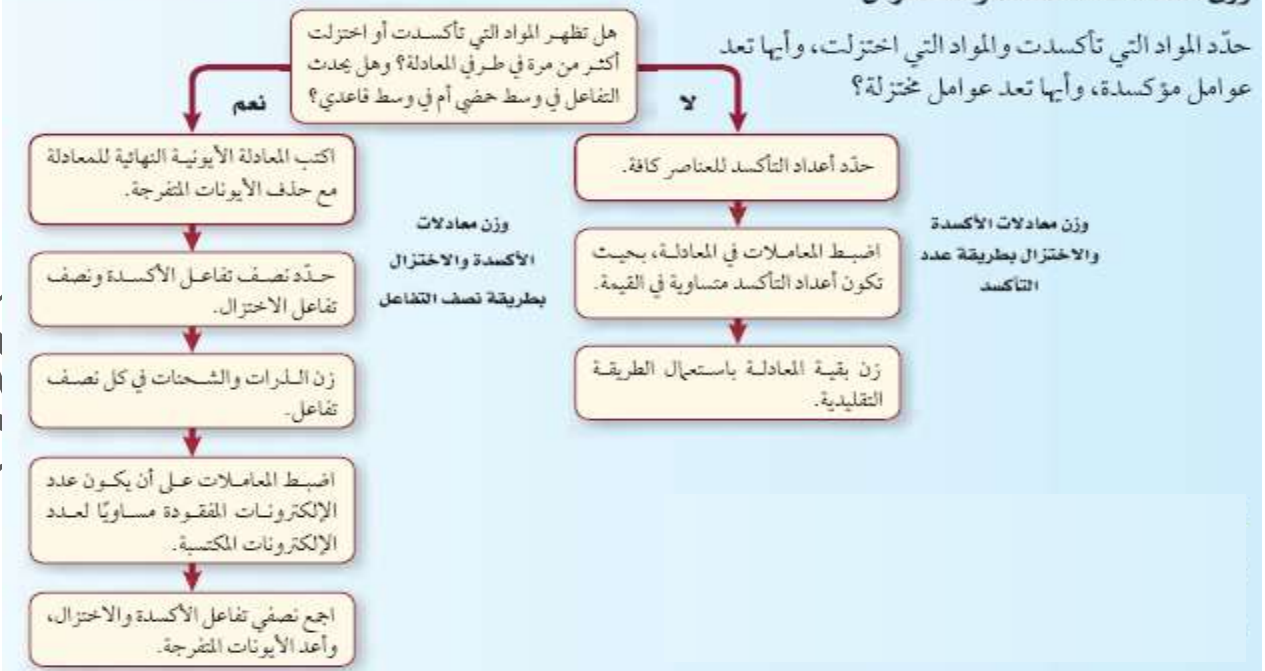 حدّد المواد التي تأكسدت والمواد التي اختزلت، وأيها تعد
عوامل مؤكسدة، وأيها تعد عوامل مختزلة؟
هل تظهر المواد التي تأكسدت أو اختزلت
أكثر من مرة في طرفي المعادلة؟ وهل يحدث
التفاعل في وسط حمضي أم في وسط قاعدي؟
لا
نعم
حدّد أعداد التأكسد للعناصر كافة.
اضبط المعاملات في المعادلة، بحيث
تكون أعداد التأكسد متساوية في القيمة.
زن بقية المعادلة باستعمال الطريقة
التقليدية.
وزن معادلات الأكسدة
والاختزال بطريقة عدد
التأكسد
اكتب المعادلة الأيونية النهائية للمعادلة
مع حذف الأيونات المتفرجة.
حدّد نصف تفاعل الأكسدة ونصف
تفاعل الاختزال.
زن الذرات والشحنات في كل نصف
تفاعل.
اضبط المعاملات على أن يكون عدد
الإلكترونات المفقودة مساويًا لعدد
الإلكترونات المكتسبة.
اجمع نصفي تفاعل الأكسدة والاختزال،
وأعد الأيونات المتفرجة.
وزن معادلات
الأكسدة والاختزال
بطريقة نصف التفاعل